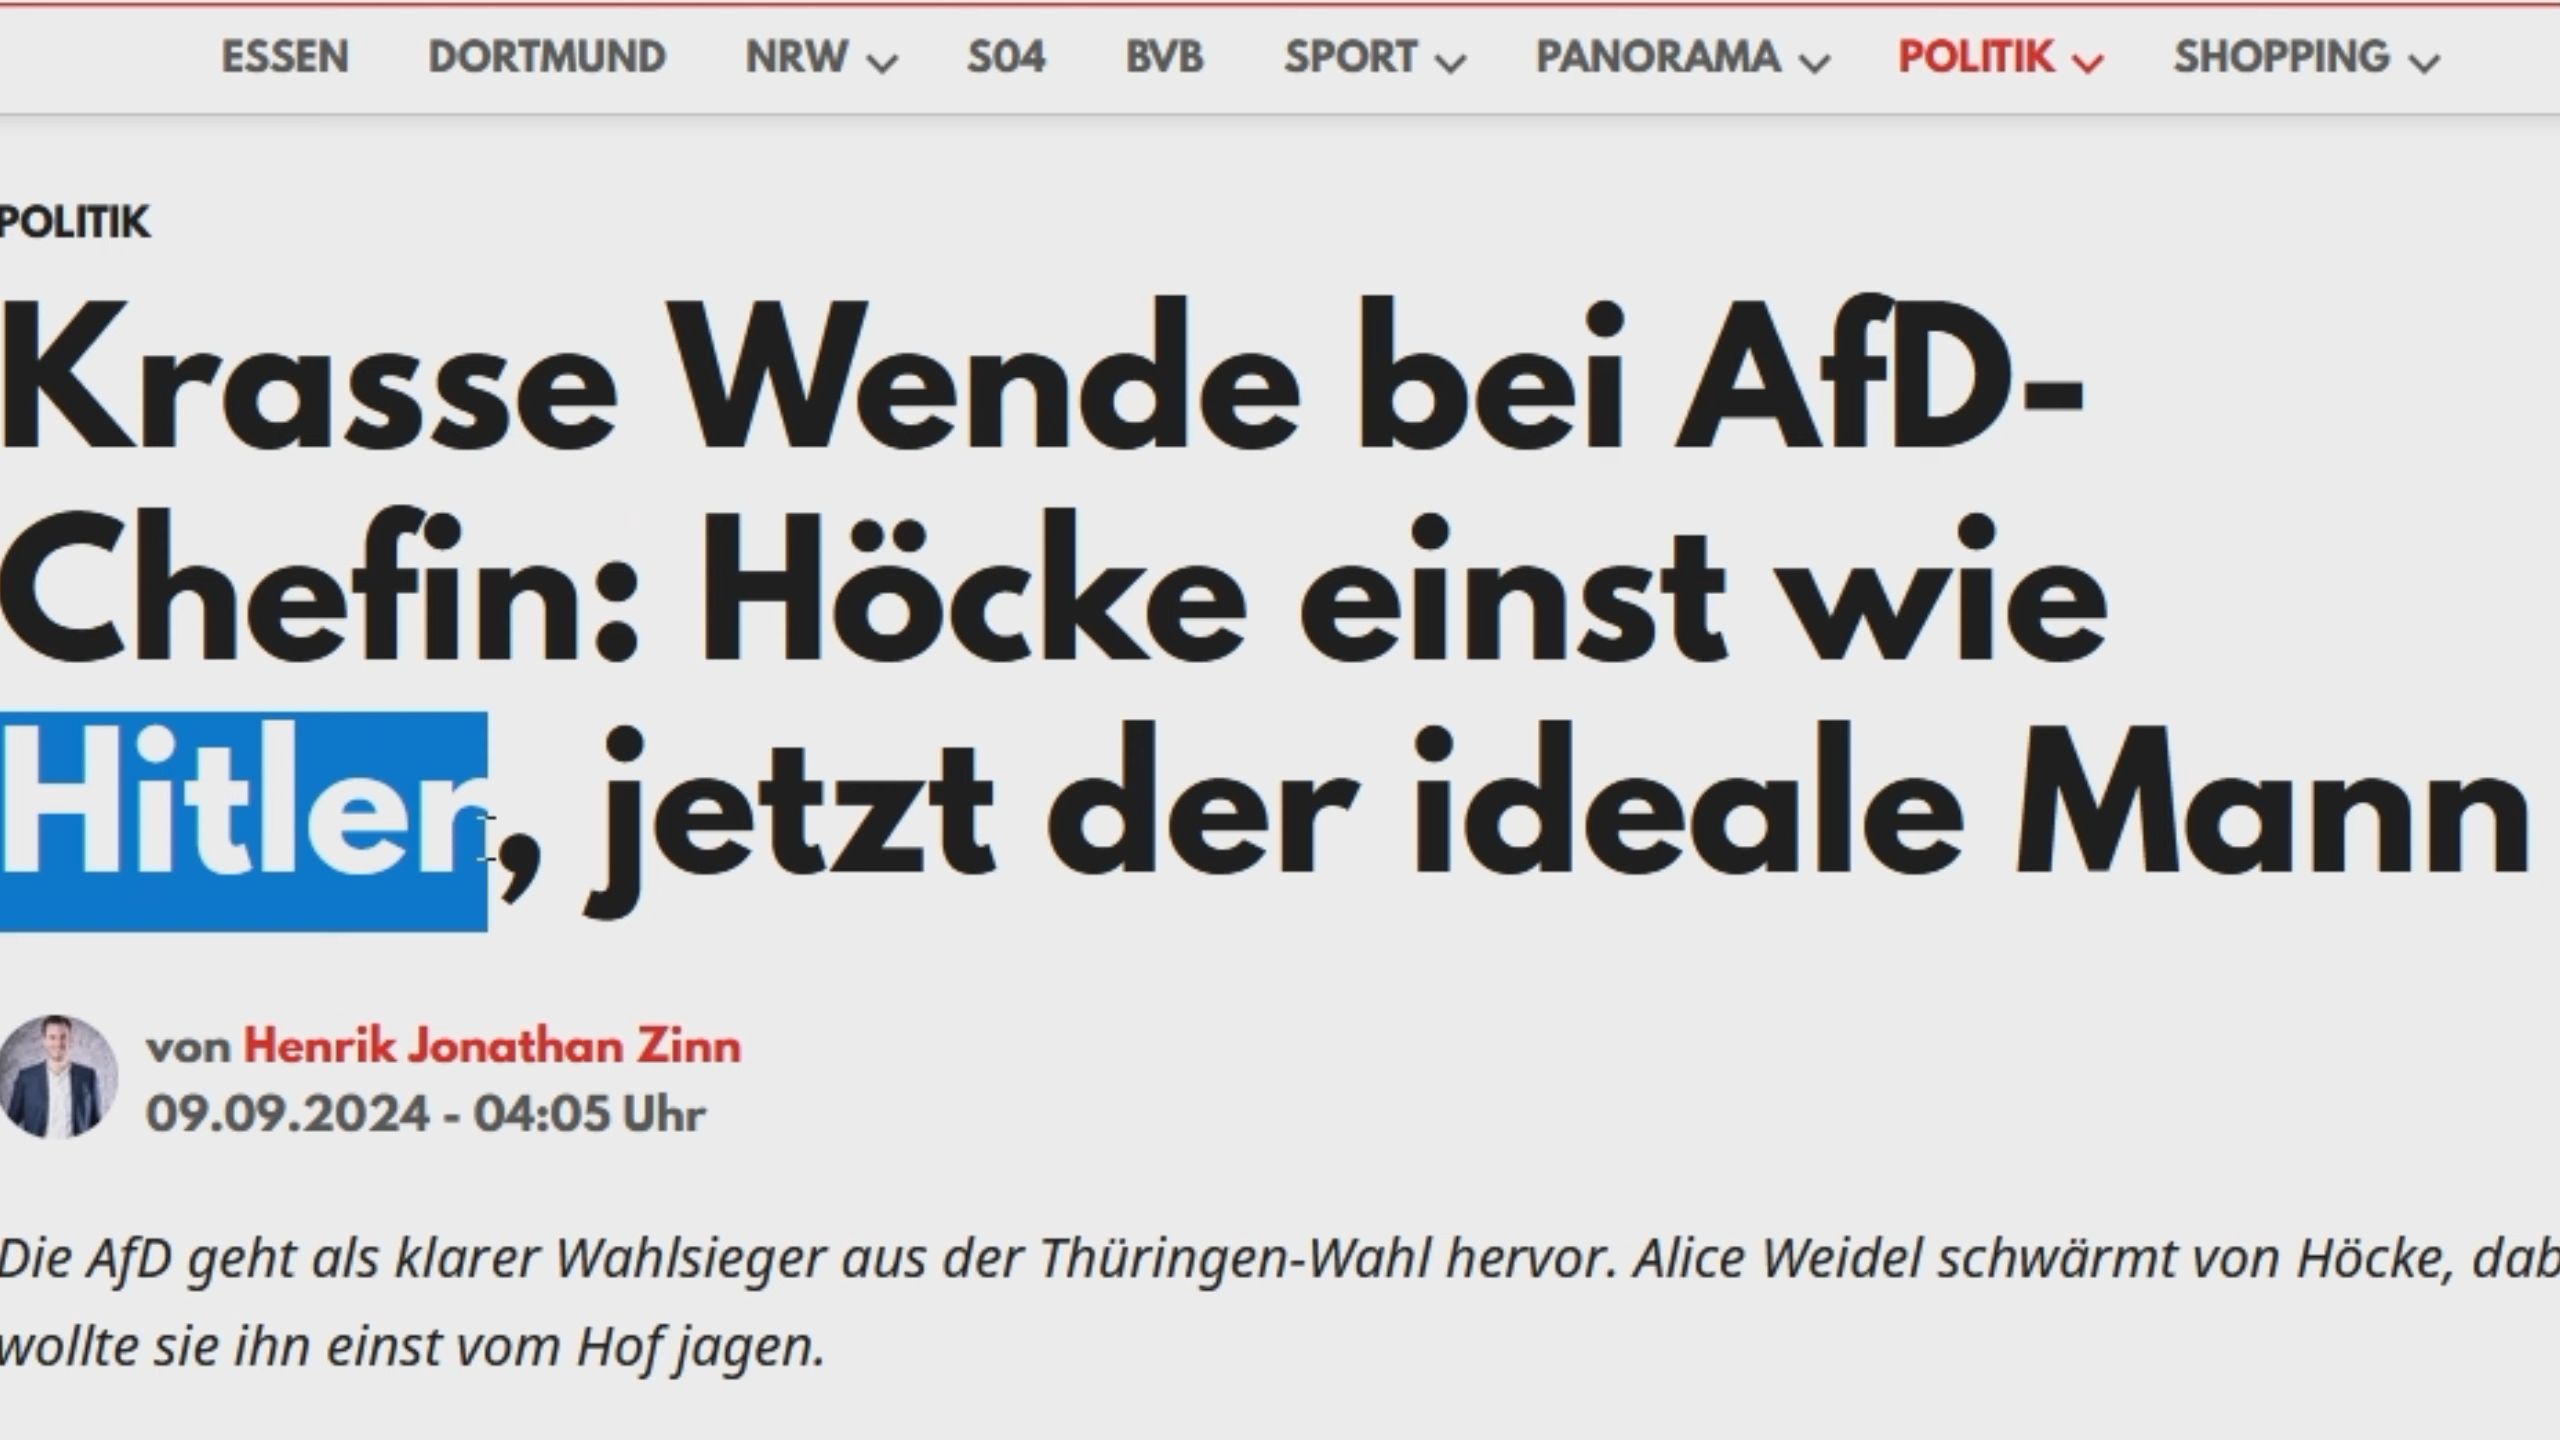 ESSEN DORTMUND NRW S04 BVB SPORT PANORAMA POLITIK SHOPPING
POLITIK
Krasse Wende bei AfD-
Chefin: Höcke einst wie
Hitler, jetzt der ideale Mann
von Henrik Jonathan Zinn
09.09.2024 - 04:05 Uhr
Die AfD geht als klarer Wahlsieger aus der Thüringen-Wahl hervor. Alice Weidel schwärmt von Höcke, dab
wollte sie ihn einst vom Hof jagen.